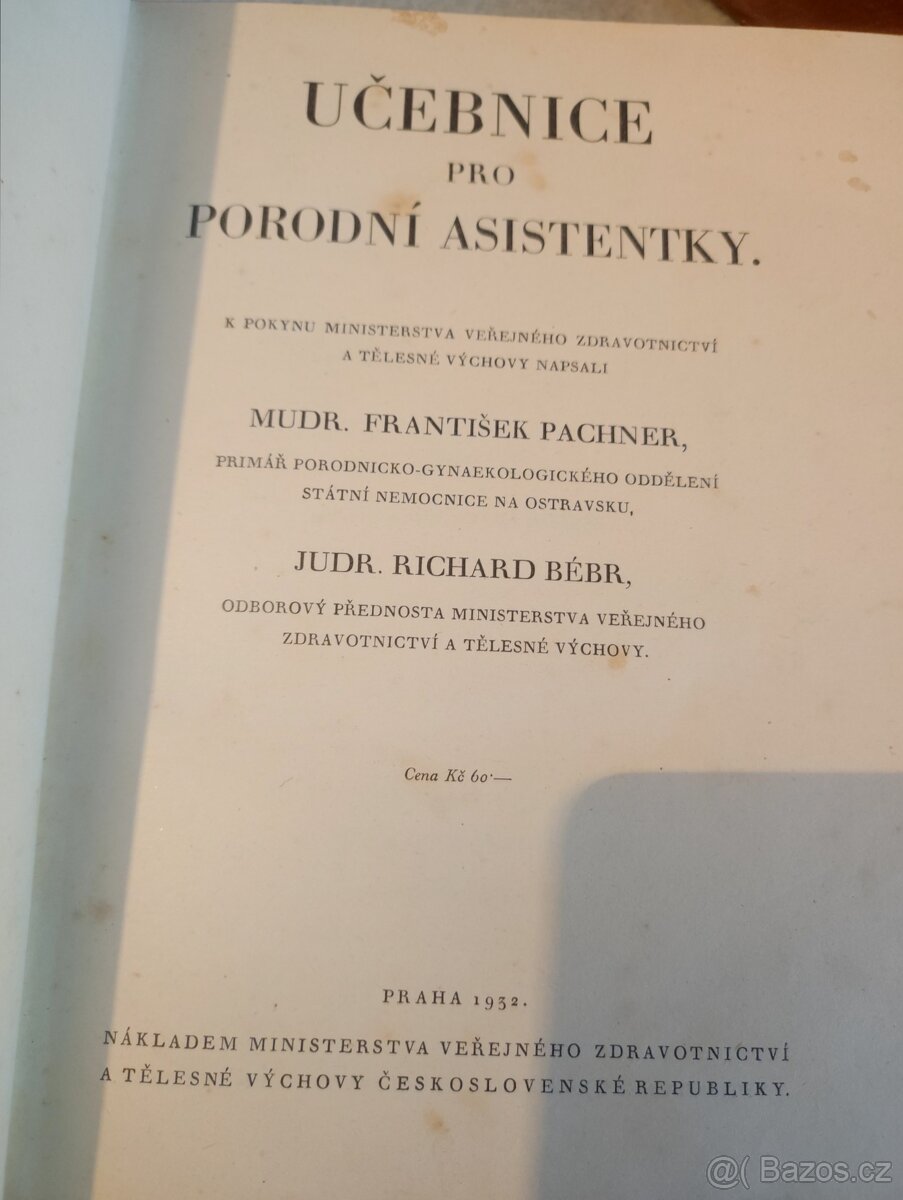 UČEBNICE
PRO
PORODNÍ ASISTENTKY.
K POKYNU MINISTERSTVA VEŘEJNÉHO ZDRAVOTNICTVÍ
A TĚLESNÉ VÝCHOVY NAPSALI
MUDR. FRANTIŠEK PACHNER,
PRIMÁŘ PORODNICKO-GYNAEKOLOGICKÉHO ODDĚLENÍ
STÁTNÍ NEMOCNICE NA OSTRAVSKU,
JUDR. RICHARD BÉBR,
ODBOROVÝ PŘEDNOSTA MINISTERSTVA VEŘEJNÉHO
ZDRAVOTNICTVÍ A TĚLESNÉ VÝCHOVY.
Cena Kč 60·—
PRAHA 1932.
NÁKLADEM MINISTERSTVA VEŘEJNÉHO ZDRAVOTNICTVÍ
A TĚLESNÉ VÝCHOVY ČESKOSLOVENSKÉ REPUBLIKY.
@( Bazos.cz